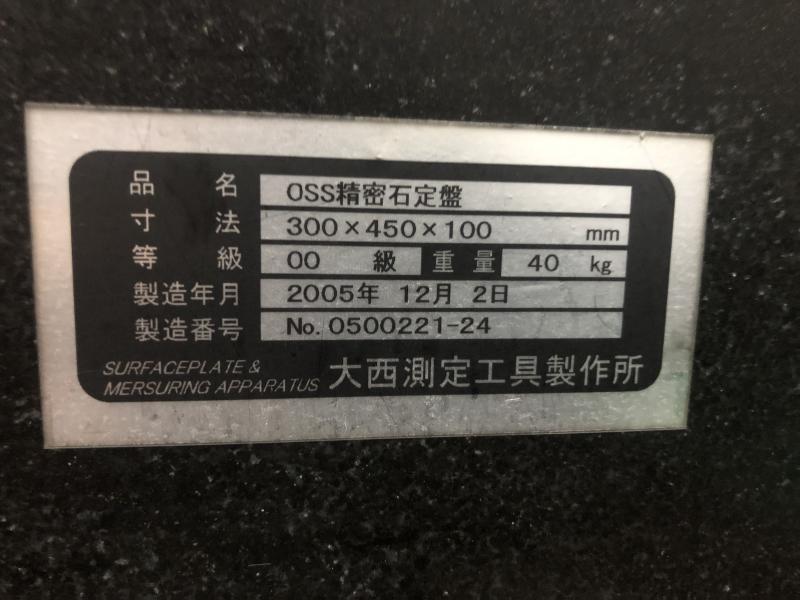 品名 OSS精密石定盤
寸法 300×450×100 mm
等級 00 級 重量 40 kg
製造年月 2005年 12月 2日
製造番号 No. 0500221-24
SURFACEPLATE &
MERSURING APPARATUS 大西測定工具製作所